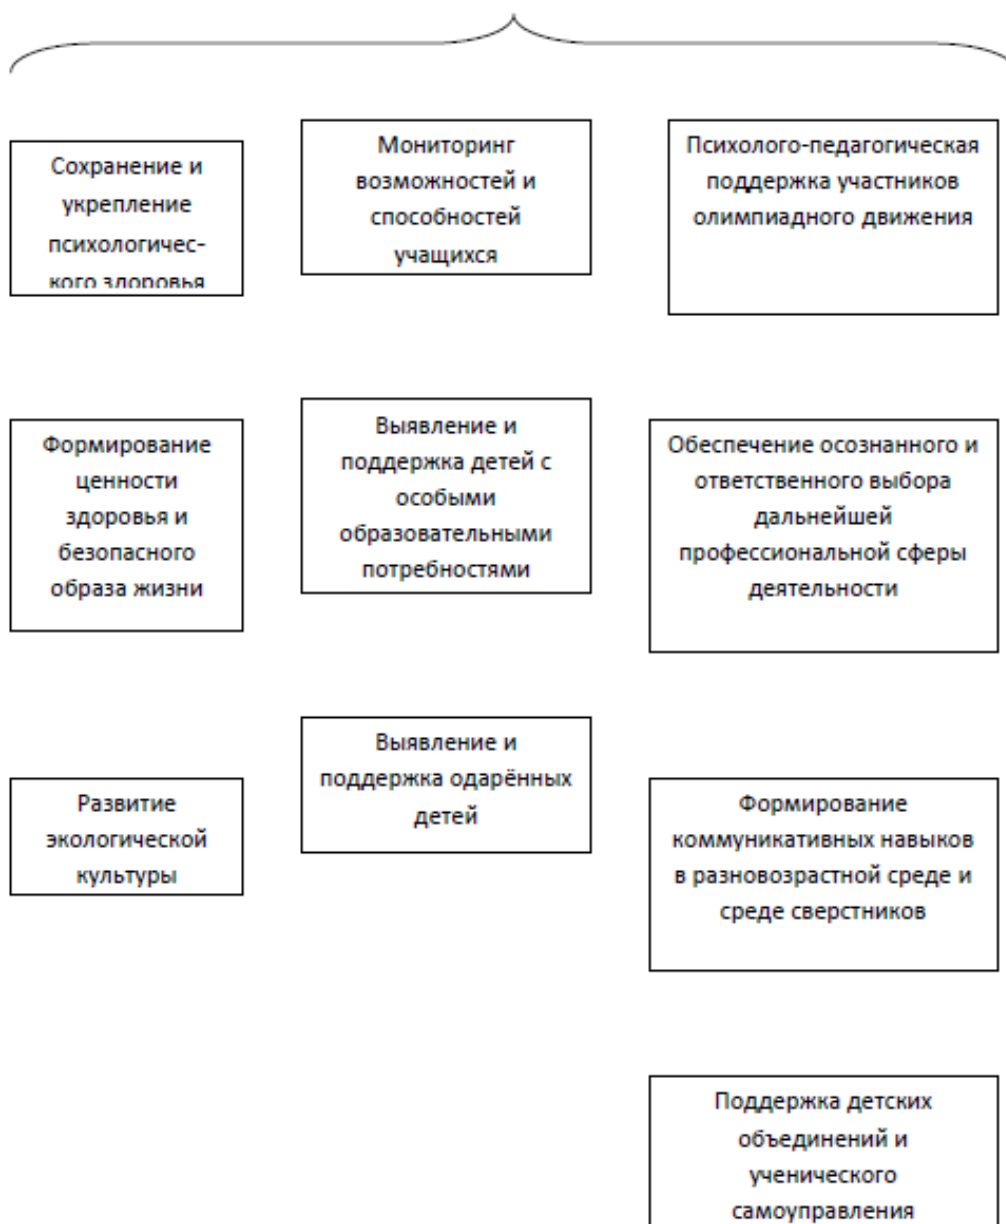 Сохранение и
укрепление
психологичес-
кого здоровья
Мониторинг
возможностей и
способностей
учащихся
Психолого-педагогическая
поддержка участников
олимпиадного движения
Формирование
ценности
здоровья и
безопасного
образа жизни
Выявление и
поддержка детей с
особыми
образовательными
потребностями
Обеспечение осознанного и
ответственного выбора
дальнейшей
профессиональной сферы
деятельности
Развитие
экологической
культуры
Выявление и
поддержка одарённых
детей
Формирование
коммуникативных навыков
в разновозрастной среде и
среде сверстников
Поддержка детских
объединений и
ученического
самоуправления